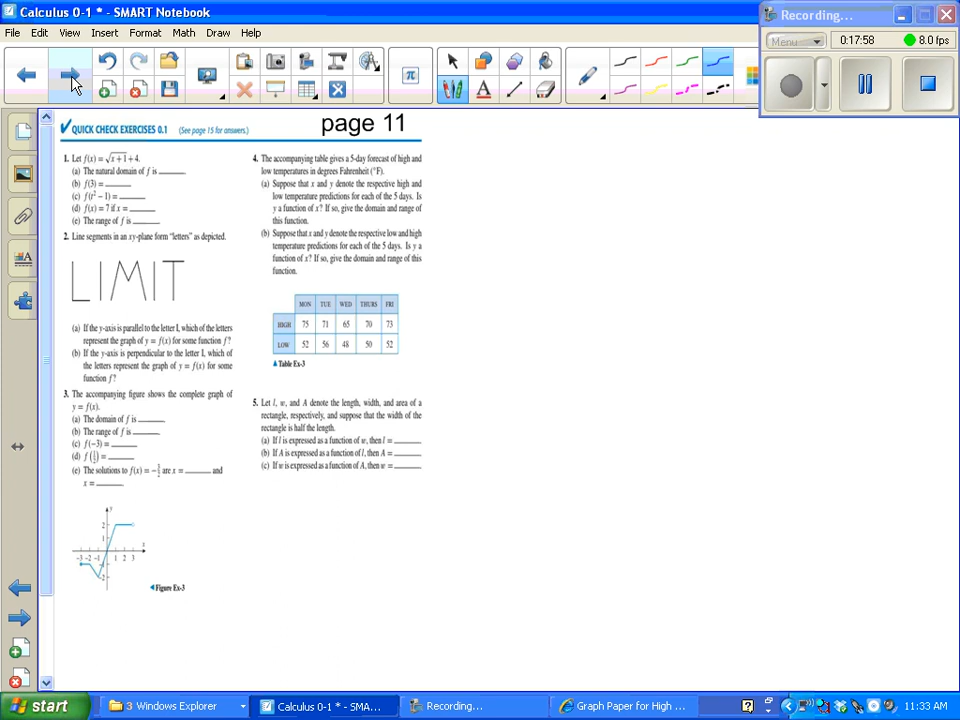 Calculus 0-1 * - SMART Notebook
File Edit View Insert Format Math Draw Help
Recording...
Menu
0:17:58
8.0 fps
π
A
QUICK CHECK EXERCISES 0.1 (See page 15 for answers.)
page 11
1. Let f(x) = √x + 1 + 4.
(a) The natural domain of f is ______.
(b) f(3) = ______
(c) f(t² − 1) = ______
(d) f(x) = 7 if x = ______
(e) The range of f is ______.
2. Line segments in an xy-plane form "letters" as depicted.
LIMIT
(a) If the y-axis is parallel to the letter I, which of the letters
represent the graph of y = f(x) for some function f?
(b) If the y-axis is perpendicular to the letter I, which of
the letters represent the graph of y = f(x) for some
function f?
3. The accompanying figure shows the complete graph of
y = f(x).
(a) The domain of f is ______.
(b) The range of f is ______.
(c) f(−3) = ______
(d) f(1/2) = ______
(e) The solutions to f(x) = −3/2 are x = ______ and
x = ______.
y
2
1
x
-3 -2 -1 1 2 3
-1
-2
Figure Ex-3
4. The accompanying table gives a 5-day forecast of high and
low temperatures in degrees Fahrenheit (°F).
(a) Suppose that x and y denote the respective high and
low temperature predictions for each of the 5 days. Is
y a function of x? If so, give the domain and range of
this function.
(b) Suppose that x and y denote the respective low and high
temperature predictions for each of the 5 days. Is y a
function of x? If so, give the domain and range of this
function.
MON TUE WED THURS FRI
HIGH 75 71 65 70 73
LOW 52 56 48 50 52
Table Ex-3
5. Let l, w, and A denote the length, width, and area of a
rectangle, respectively, and suppose that the width of the
rectangle is half the length.
(a) If l is expressed as a function of w, then l = ______.
(b) If A is expressed as a function of l, then A = ______.
(c) If w is expressed as a function of A, then w = ______.
start
3 Windows Explorer
Calculus 0-1 * - SMA...
Recording...
Graph Paper for High ...
11:33 AM